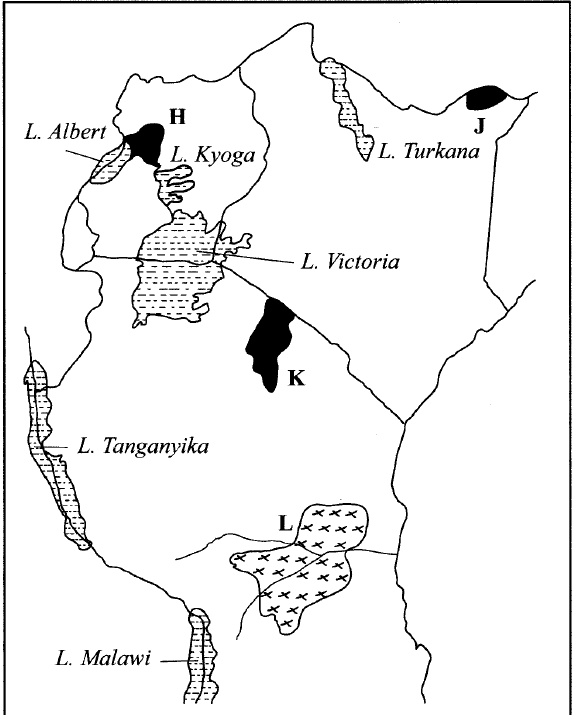 H
J
L. Albert
L. Kyoga
L. Turkana
L. Victoria
K
L. Tanganyika
L
L. Malawi